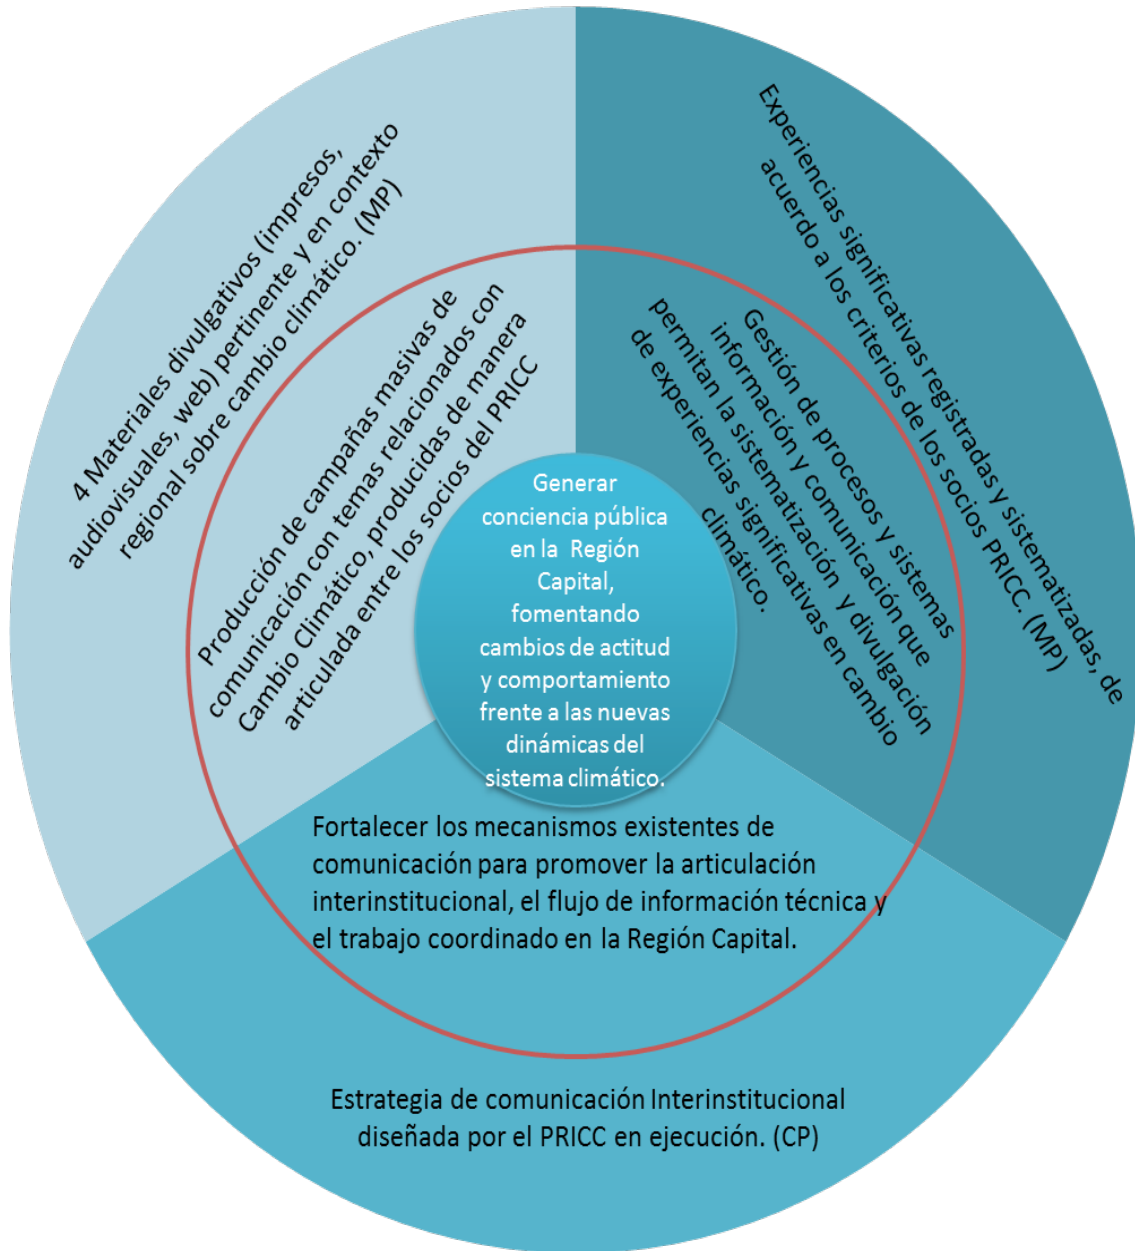 4 Materiales divulgativos (impresos,
audiovisuales, web) pertinente y en contexto
regional sobre cambio climático. (MP)
Producción de campañas masivas de
comunicación con temas relacionados con
Cambio Climático, producidas de manera
articulada entre los socios del PRICC
Experiencias significativas registradas y sistematizadas, de
acuerdo a los criterios de los socios PRICC. (MP)
Gestión de procesos y sistemas
información y comunicación que
permitan la sistematización y divulgación
de experiencias significativas en cambio
climático.
Generar
conciencia pública
en la Región
Capital,
fomentando
cambios de actitud
y comportamiento
frente a las nuevas
dinámicas del
sistema climático.
Fortalecer los mecanismos existentes de
comunicación para promover la articulación
interinstitucional, el flujo de información técnica y
el trabajo coordinado en la Región Capital.
Estrategia de comunicación Interinstitucional
diseñada por el PRICC en ejecución. (CP)